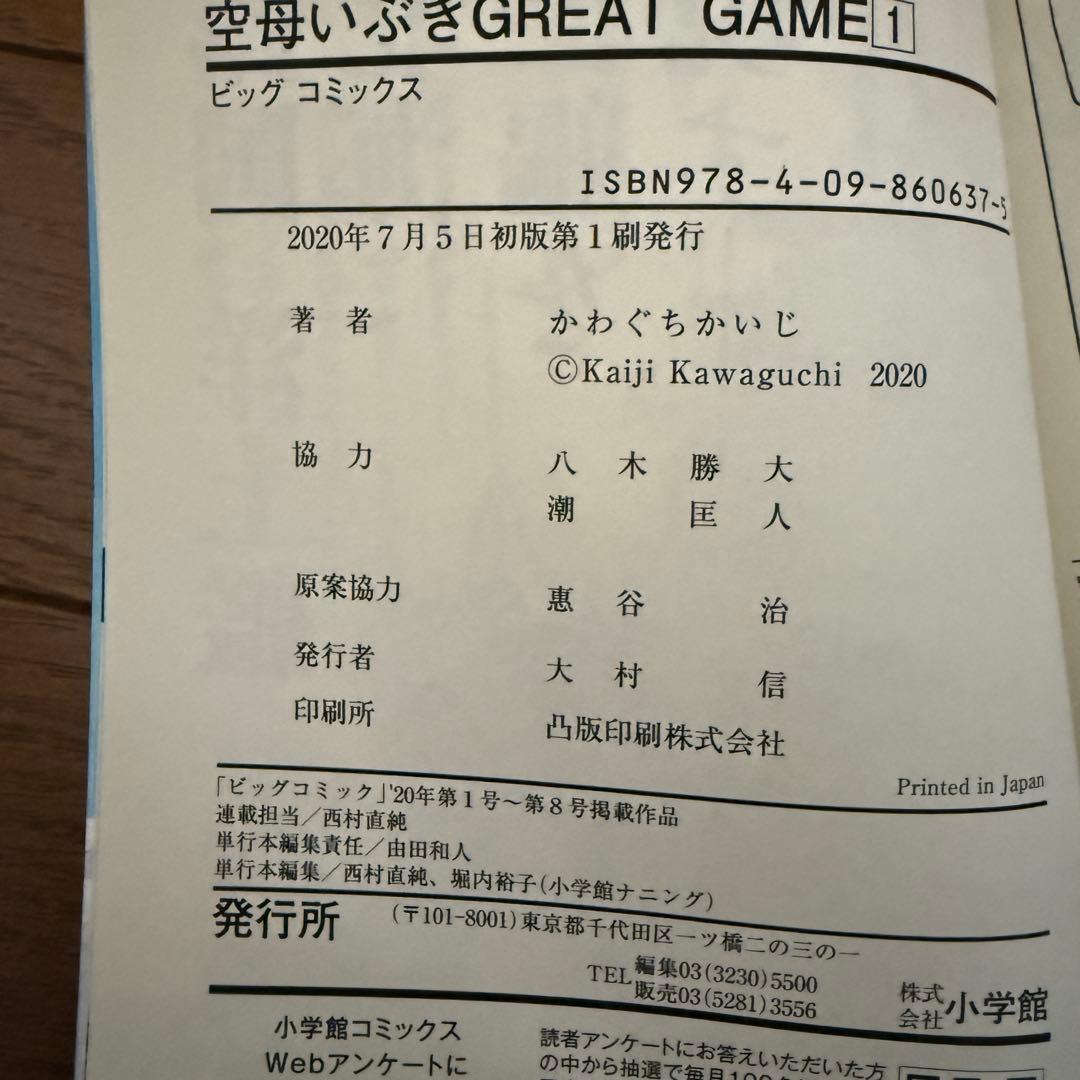 空母いぶきGREAT GAME 1
ビッグ コミックス
ISBN978-4-09-860637-5
2020年7月5日初版第1刷発行
著 者 かわぐちかいじ
©Kaiji Kawaguchi 2020
協 力 八 木 勝 大
潮 匡 人
原案協力 惠 谷 治
発行者 大 村 信
印刷所 凸版印刷株式会社
Printed in Japan
「ビッグコミック」'20年第1号～第8号掲載作品
連載担当／西村直純
単行本編集責任／由田和人
単行本編集／西村直純、堀内裕子(小学館ナニング)
発行所 (〒101-8001)東京都千代田区一ツ橋二の三の一
TEL 編集03(3230)5500
販売03(5281)3556
株式会社 小学館
小学館コミックス
Webアンケートに
読者アンケートにお答えいただいた方
の中から抽選で毎月100名